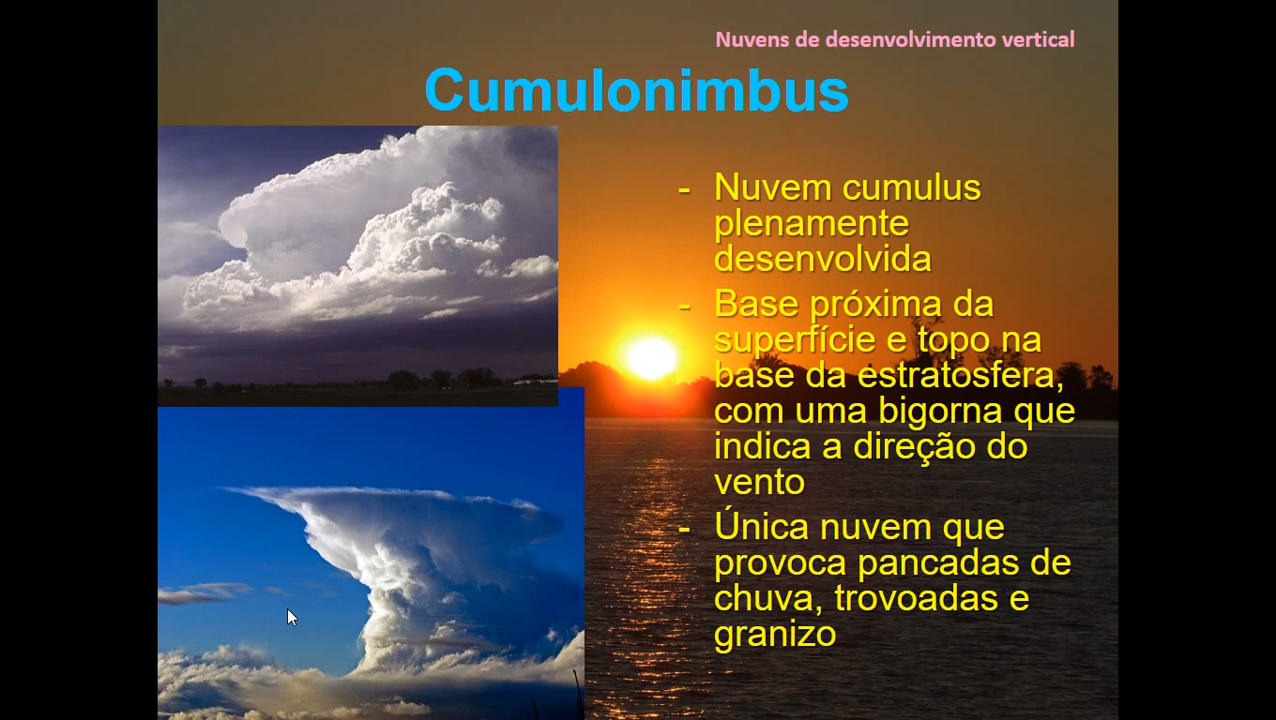 Nuvens de desenvolvimento vertical
Cumulonimbus
- Nuvem cumulus
plenamente
desenvolvida
- Base próxima da
superfície e topo na
base da estratosfera,
com uma bigorna que
indica a direção do
vento
- Única nuvem que
provoca pancadas de
chuva, trovoadas e
granizo